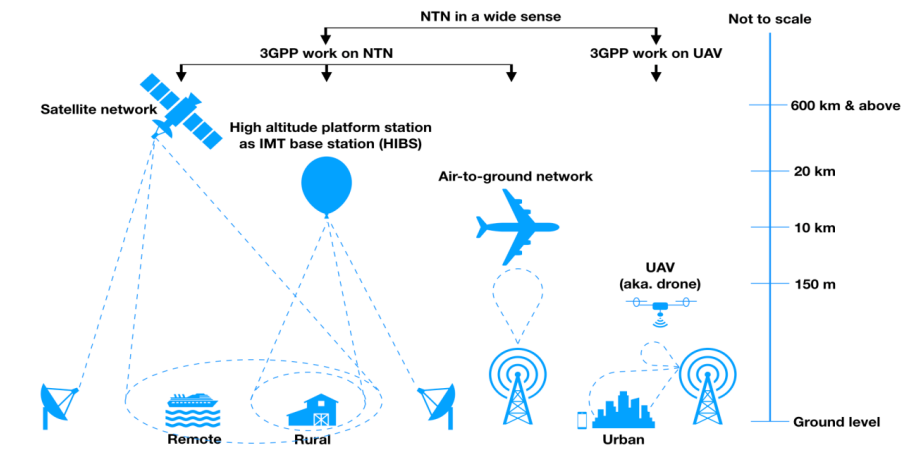 NTN in a wide sense
Not to scale
3GPP work on NTN
3GPP work on UAV
Satellite network
600 km & above
High altitude platform station
as IMT base station (HIBS)
20 km
Air-to-ground network
10 km
UAV
(aka. drone)
150 m
Ground level
Remote
Rural
Urban